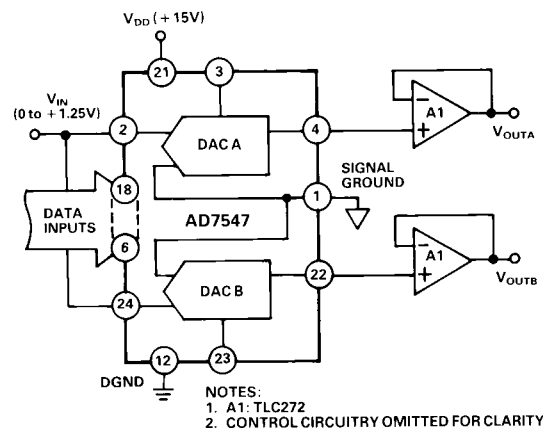 V_DD (+15V)
21
3
V_IN
(0 to +1.25V)
2
DAC A
4
−
A1
+
V_OUTA
SIGNAL
GROUND
18
1
DATA
INPUTS
AD7547
6
−
A1
+
V_OUTB
24
DAC B
22
12
23
DGND
NOTES:
1. A1: TLC272
2. CONTROL CIRCUITRY OMITTED FOR CLARITY